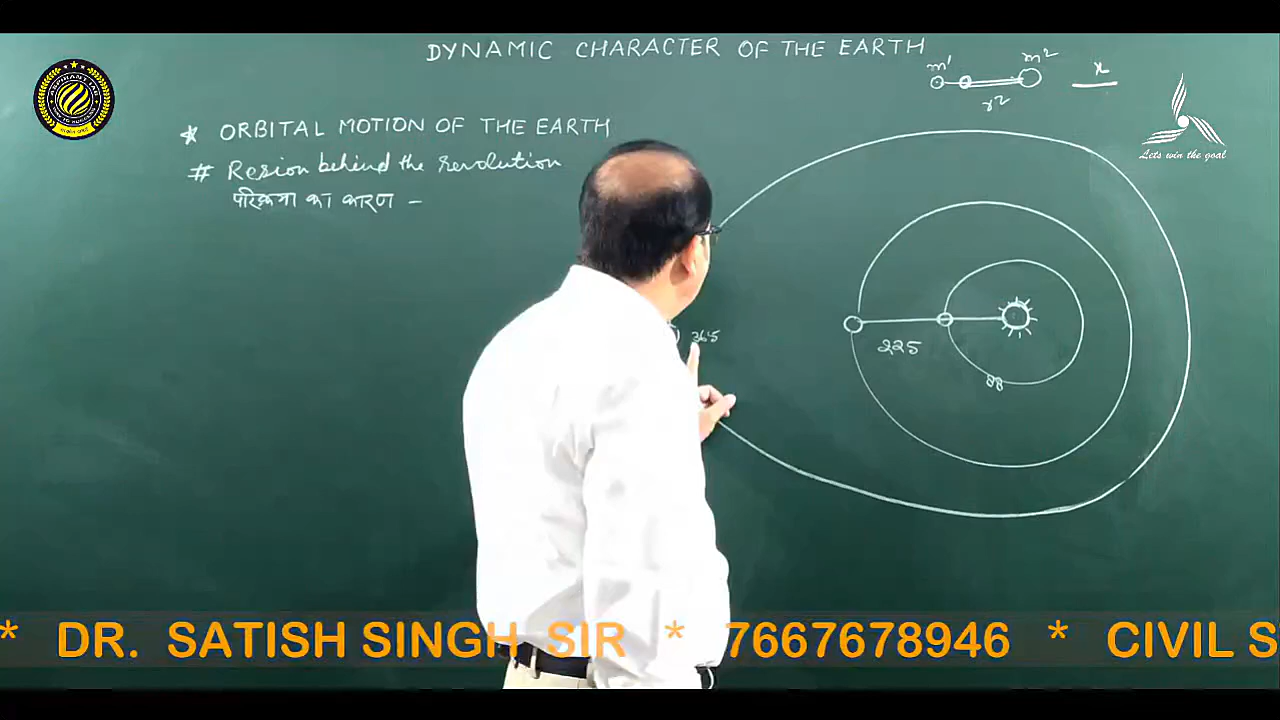 DYNAMIC CHARACTER OF THE EARTH
m1 m2
r2
x
* ORBITAL MOTION OF THE EARTH
# Resion behind the revolution
परिक्रमा का कारण –
Lets win the goal
365
225
88
* DR. SATISH SINGH SIR * 7667678946 * CIVIL S